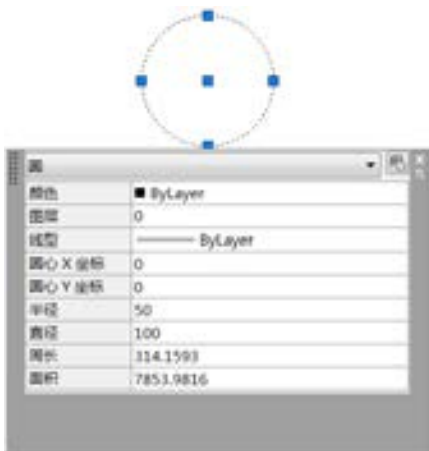 圆
颜色 ByLayer
图层 0
线型 ByLayer
圆心 X 坐标 0
圆心 Y 坐标 0
半径 50
直径 100
周长 314.1593
面积 7853.9816